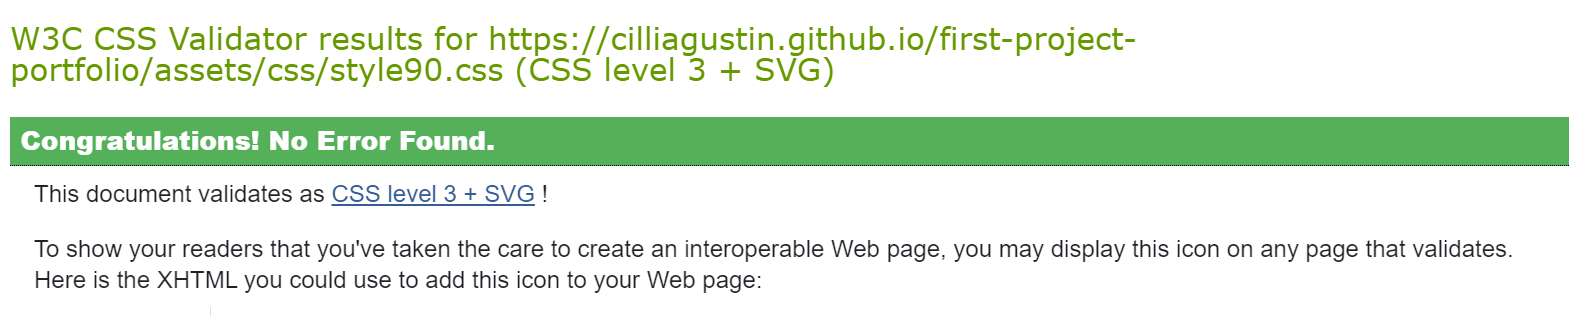 W3C CSS Validator results for https://cilliagustin.github.io/first-project-
portfolio/assets/css/style90.css (CSS level 3 + SVG)
Congratulations! No Error Found.
This document validates as CSS level 3 + SVG !
To show your readers that you've taken the care to create an interoperable Web page, you may display this icon on any page that validates.
Here is the XHTML you could use to add this icon to your Web page: